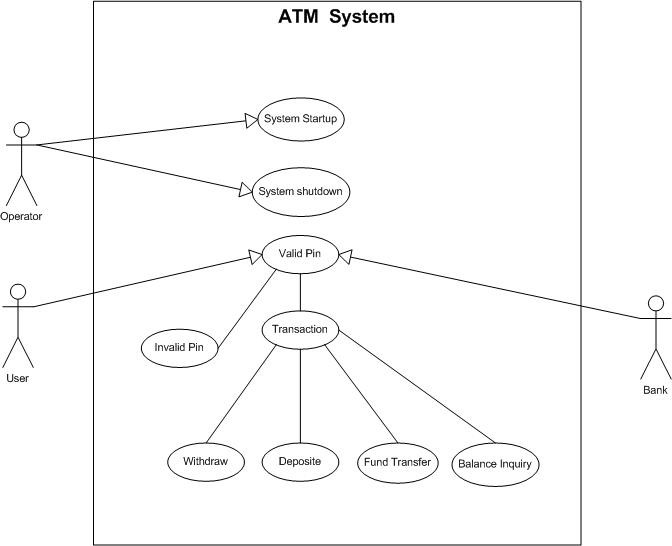 ATM System
System Startup
Operator
System shutdown
Valid Pin
Transaction
Invalid Pin
User
Bank
Withdraw
Deposite
Fund Transfer
Balance Inquiry